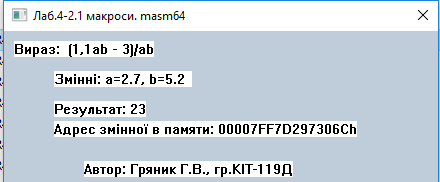 Лаб.4-2.1 макроси. masm64
Вираз: (1,1ab - 3)/ab
Змінні: a=2.7, b=5.2
Результат: 23
Адрес змінної в памяти: 00007FF7D297306Ch
Автор: Гряник Г.В., гр.КІТ-119Д